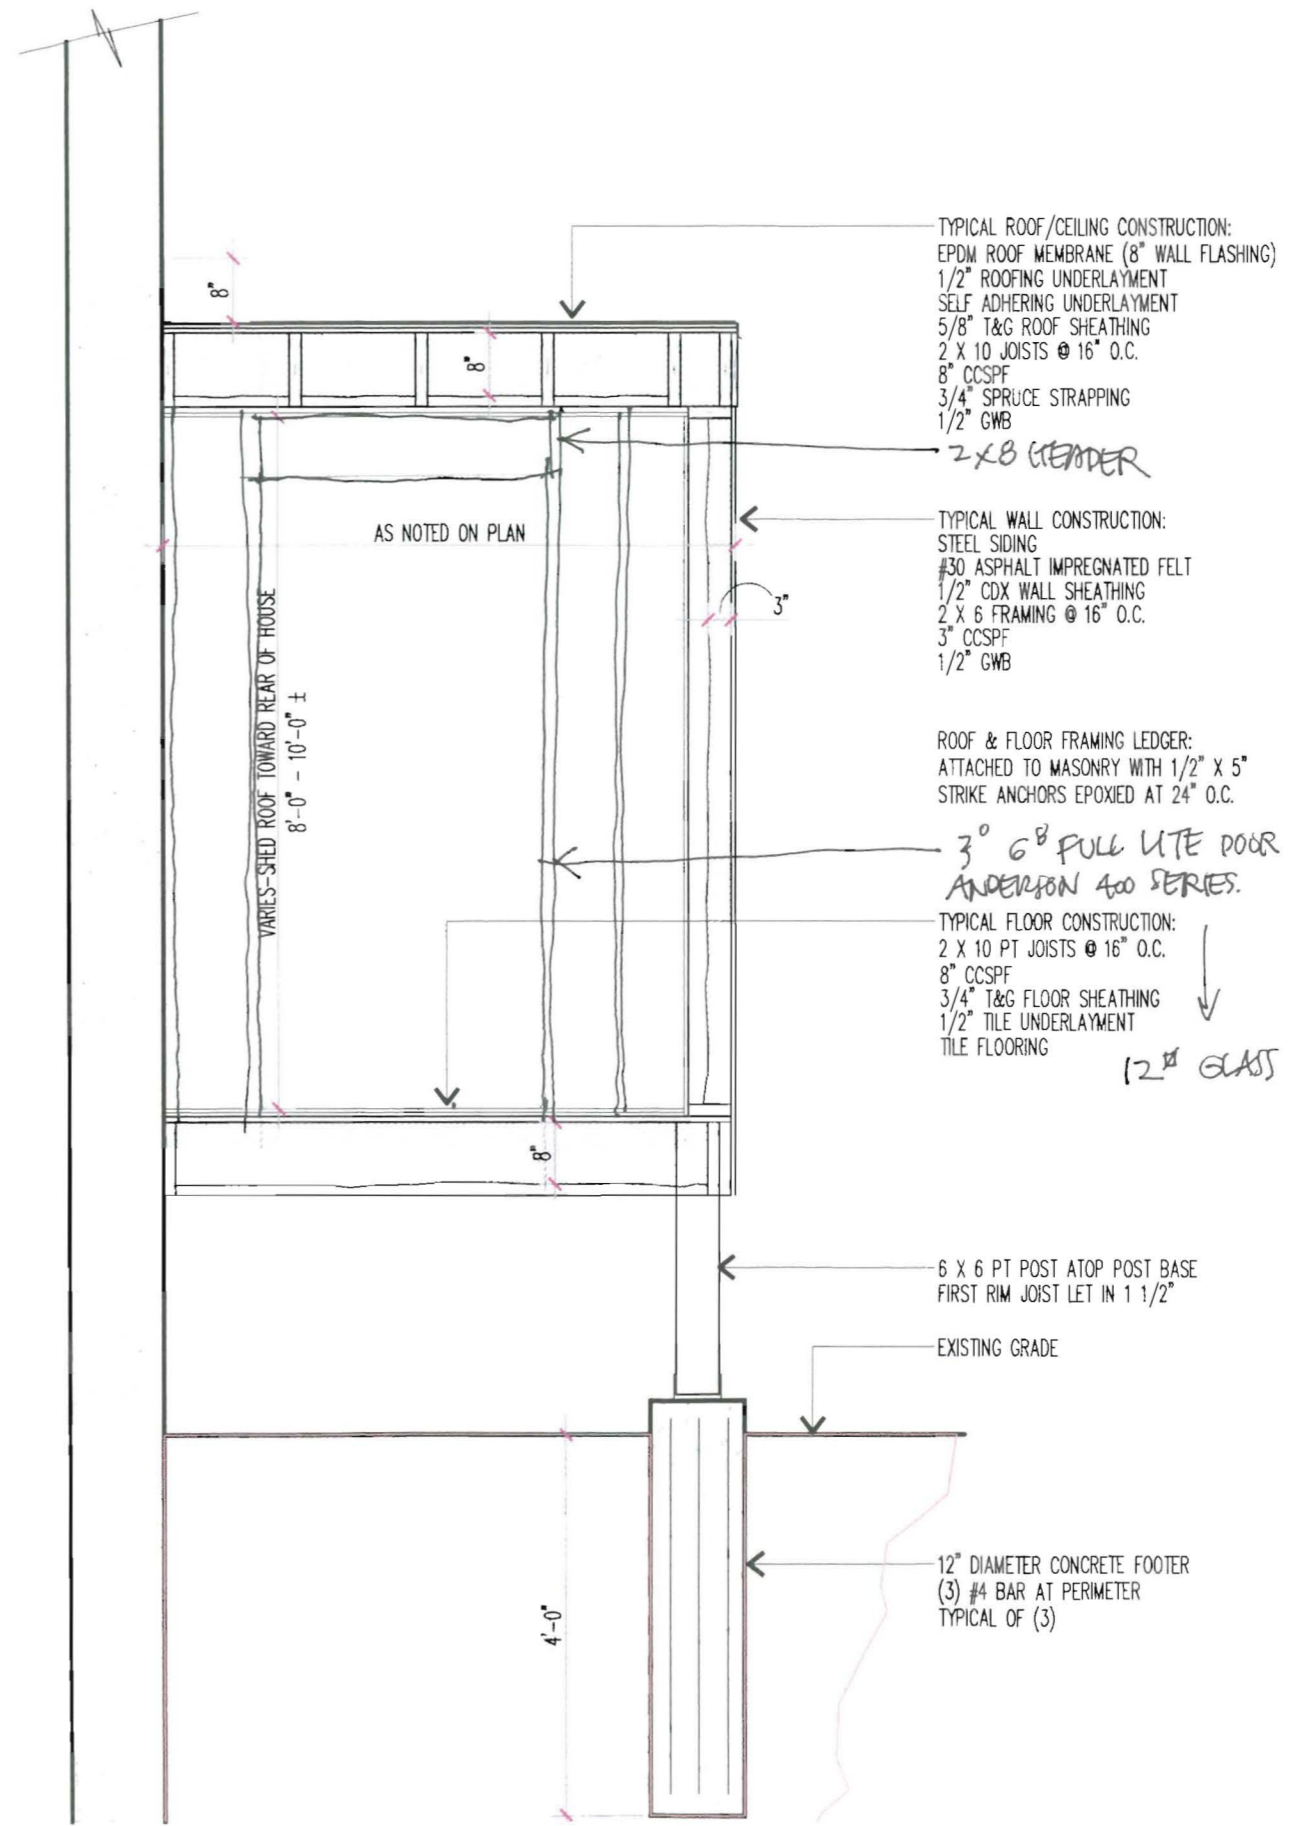 TYPICAL ROOF/CEILING CONSTRUCTION:
EPDM ROOF MEMBRANE (8" WALL FLASHING)
1/2" ROOFING UNDERLAYMENT
SELF ADHERING UNDERLAYMENT
5/8" T&G ROOF SHEATHING
2 X 10 JOISTS @ 16" O.C.
8" CCSPF
3/4" SPRUCE STRAPPING
1/2" GWB
2x8 HEADER
8"
8"
AS NOTED ON PLAN
VARIES-SHED ROOF TOWARD REAR OF HOUSE
8'-0" - 10'-0" ±
3"
TYPICAL WALL CONSTRUCTION:
STEEL SIDING
#30 ASPHALT IMPREGNATED FELT
1/2" CDX WALL SHEATHING
2 X 6 FRAMING @ 16" O.C.
3" CCSPF
1/2" GWB
ROOF & FLOOR FRAMING LEDGER:
ATTACHED TO MASONRY WITH 1/2" X 5"
STRIKE ANCHORS EPOXIED AT 24" O.C.
3⁰ 6⁸ FULL LITE DOOR
ANDERSON 400 SERIES.
TYPICAL FLOOR CONSTRUCTION:
2 X 10 PT JOISTS @ 16" O.C.
8" CCSPF
3/4" T&G FLOOR SHEATHING
1/2" TILE UNDERLAYMENT
TILE FLOORING
GLASS
8"
6 X 6 PT POST ATOP POST BASE
FIRST RIM JOIST LET IN 1 1/2"
EXISTING GRADE
4'-0"
12" DIAMETER CONCRETE FOOTER
(3) #4 BAR AT PERIMETER
TYPICAL OF (3)